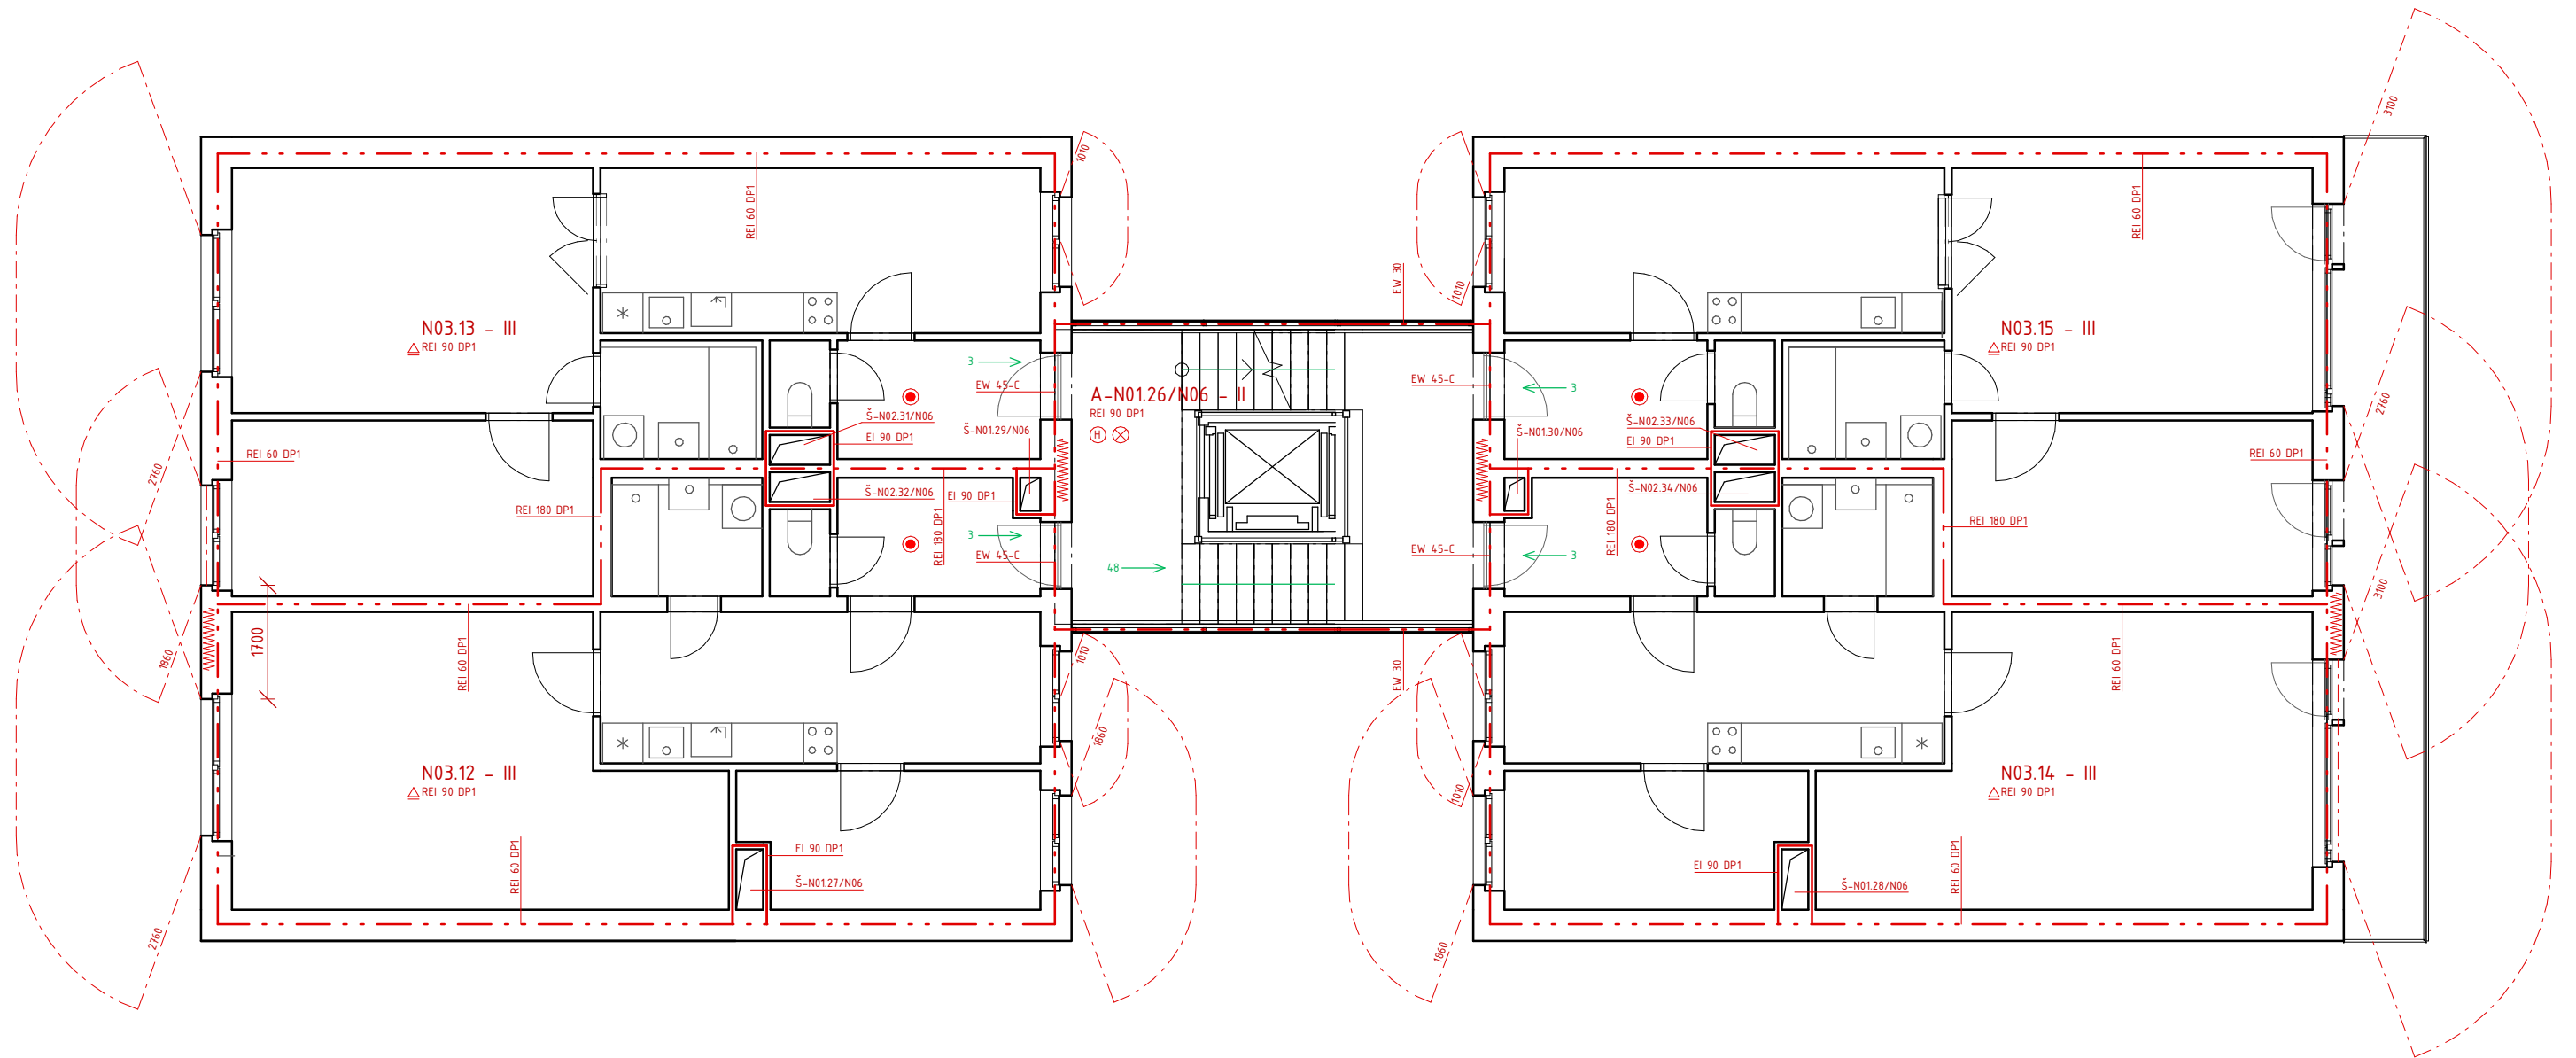 3100
1010
REI 60 DP1
REI 60 DP1
EW 30
1010
N03.13 - III
REI 90 DP1
N03.15 - III
REI 90 DP1
3
EW 45-C
A-N01.26/N06 - II
REI 90 DP1
H
EW 45-C
3
2760
Š-N02.31/N06
EI 90 DP1
Š-N01.29/N06
Š-N01.30/N06
Š-N02.33/N06
EI 90 DP1
REI 60 DP1
2760
REI 60 DP1
Š-N02.32/N06
EI 90 DP1
Š-N02.34/N06
REI 180 DP1
REI 180 DP1
REI 180 DP1
REI 180 DP1
3
EW 45-C
48
EW 45-C
3
3100
1700
1860
REI 60 DP1
1010
EW 30
REI 60 DP1
1860
N03.12 - III
REI 90 DP1
1010
N03.14 - III
REI 90 DP1
REI 60 DP1
EI 90 DP1
Š-N01.27/N06
EI 90 DP1
Š-N01.28/N06
REI 60 DP1
2760
1860